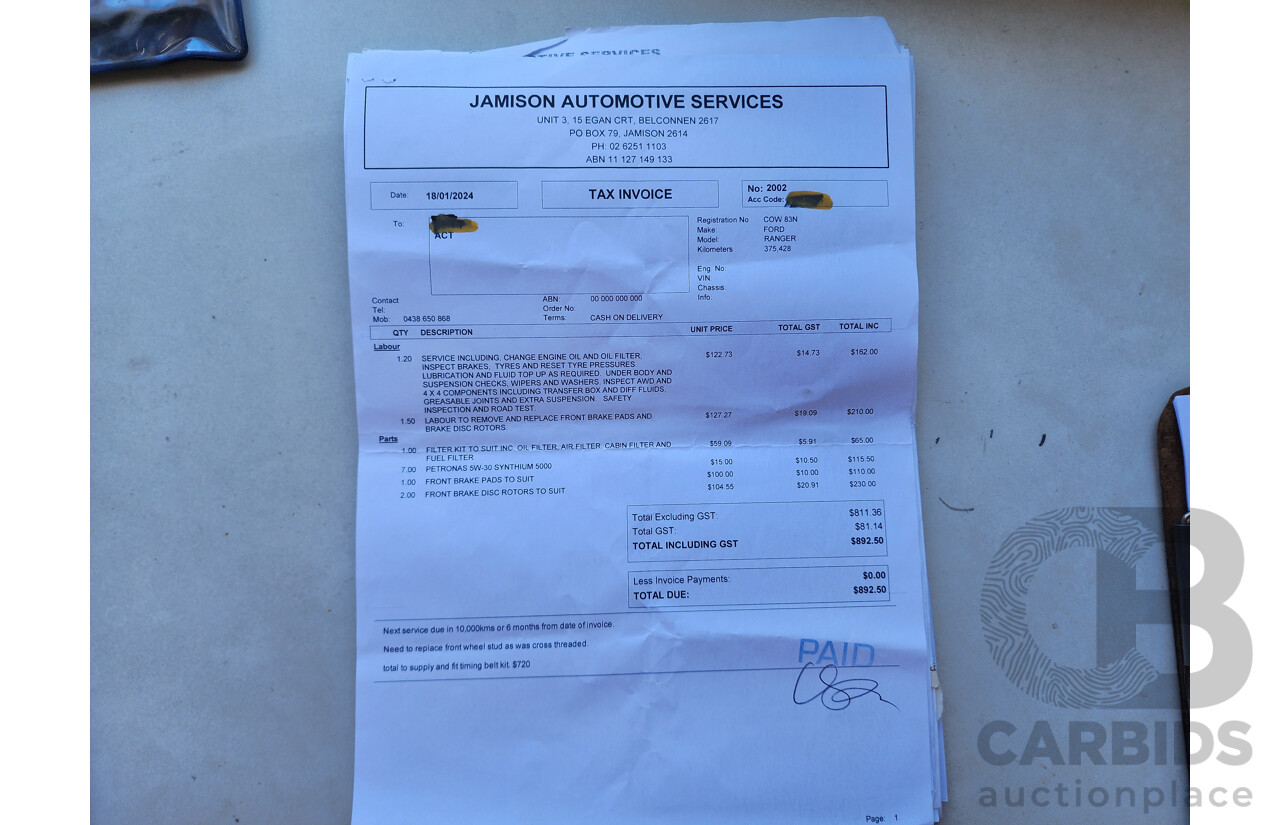 TIVE SERVICES
JAMISON AUTOMOTIVE SERVICES
UNIT 3, 15 EGAN CRT, BELCONNEN 2617
PO BOX 79, JAMISON 2614
PH: 02 6251 1103
ABN 11 127 149 133
Date: 18/01/2024
TAX INVOICE
No: 2002
Acc Code:
To:
ACT
Registration No COW 83N
Make: FORD
Model: RANGER
Kilometers 375,428
Eng No:
VIN:
Chassis:
Info:
Contact
Tel:
Mob: 0438 650 868
ABN: 00 000 000 000
Order No:
Terms: CASH ON DELIVERY
QTY DESCRIPTION UNIT PRICE TOTAL GST TOTAL INC
Labour
1.20 SERVICE INCLUDING, CHANGE ENGINE OIL AND OIL FILTER, $122.73 $14.73 $162.00
INSPECT BRAKES, TYRES AND RESET TYRE PRESSURES
LUBRICATION AND FLUID TOP UP AS REQUIRED. UNDER BODY AND
SUSPENSION CHECKS, WIPERS AND WASHERS. INSPECT AWD AND
4 X 4 COMPONENTS INCLUDING TRANSFER BOX AND DIFF FLUIDS,
GREASABLE JOINTS AND EXTRA SUSPENSION. SAFETY
INSPECTION AND ROAD TEST.
1.50 LABOUR TO REMOVE AND REPLACE FRONT BRAKE PADS AND $127.27 $19.09 $210.00
BRAKE DISC ROTORS.
Parts
1.00 FILTER KIT TO SUIT INC. OIL FILTER, AIR FILTER, CABIN FILTER AND $59.09 $5.91 $65.00
FUEL FILTER
7.00 PETRONAS 5W-30 SYNTHIUM 5000 $15.00 $10.50 $115.50
1.00 FRONT BRAKE PADS TO SUIT $100.00 $10.00 $110.00
2.00 FRONT BRAKE DISC ROTORS TO SUIT $104.55 $20.91 $230.00
Total Excluding GST: $811.36
Total GST: $81.14
TOTAL INCLUDING GST $892.50
Less Invoice Payments: $0.00
TOTAL DUE: $892.50
Next service due in 10,000kms or 6 months from date of invoice.
Need to replace front wheel stud as was cross threaded.
total to supply and fit timing belt kit. $720
PAID
Page: 1
CB
CARBIDS
auctionplace